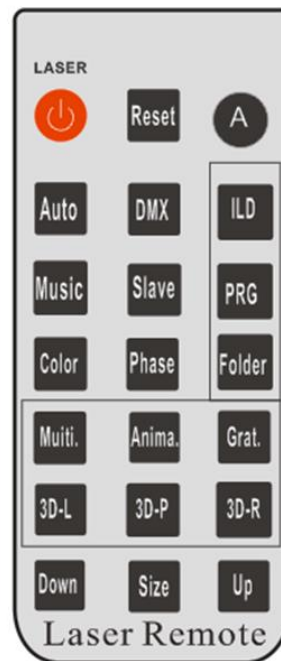 LASER
Reset A
Auto DMX ILD
Music Slave PRG
Color Phase Folder
Muiti. Anima. Grat.
3D-L 3D-P 3D-R
Down Size Up
Laser Remote